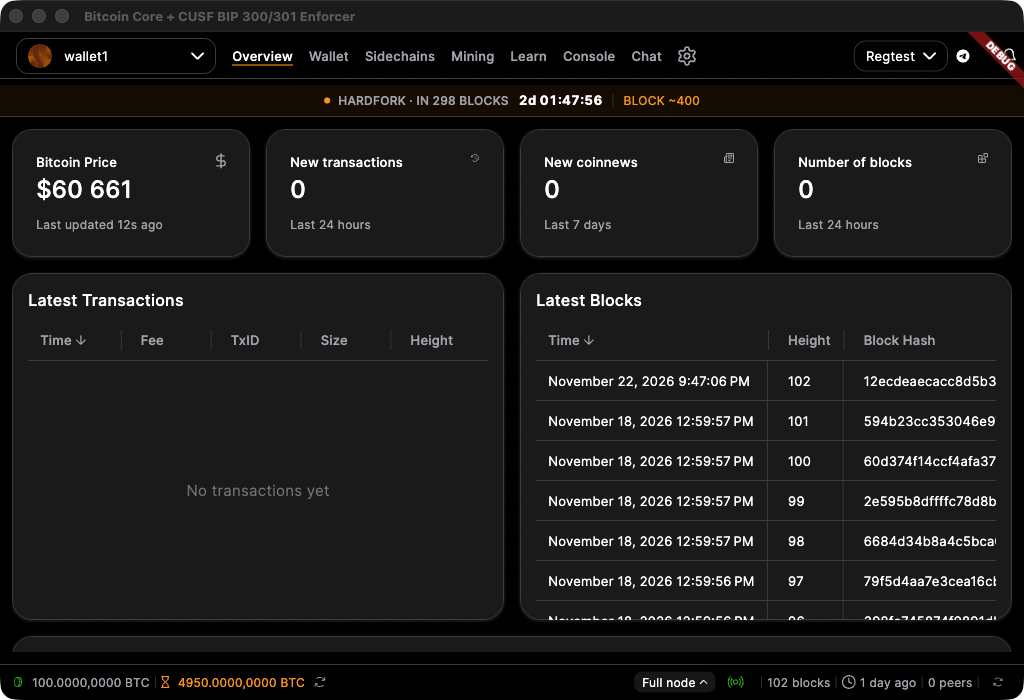 Bitcoin Core + CUSF BIP 300/301 Enforcer
wallet1 Overview Wallet Sidechains Mining Learn Console Chat Regtest DEBUG
HARDFORK · IN 298 BLOCKS 2d 01:47:56 BLOCK ~400
Bitcoin Price
$60 661
Last updated 12s ago
New transactions
0
Last 24 hours
New coinnews
0
Last 7 days
Number of blocks
0
Last 24 hours
Latest Transactions
Time Fee TxID Size Height
No transactions yet
Latest Blocks
Time Height Block Hash
November 22, 2026 9:47:06 PM 102 12ecdeaecacc8d5b3
November 18, 2026 12:59:57 PM 101 594b23cc353046e9
November 18, 2026 12:59:57 PM 100 60d374f14ccf4afa37
November 18, 2026 12:59:57 PM 99 2e595b8dffffc78d8b
November 18, 2026 12:59:57 PM 98 6684d34b8a4c5bca
November 18, 2026 12:59:56 PM 97 79f5d4aa7e3cea16c
100.0000,0000 BTC 4950.0000,0000 BTC Full node 102 blocks 1 day ago 0 peers